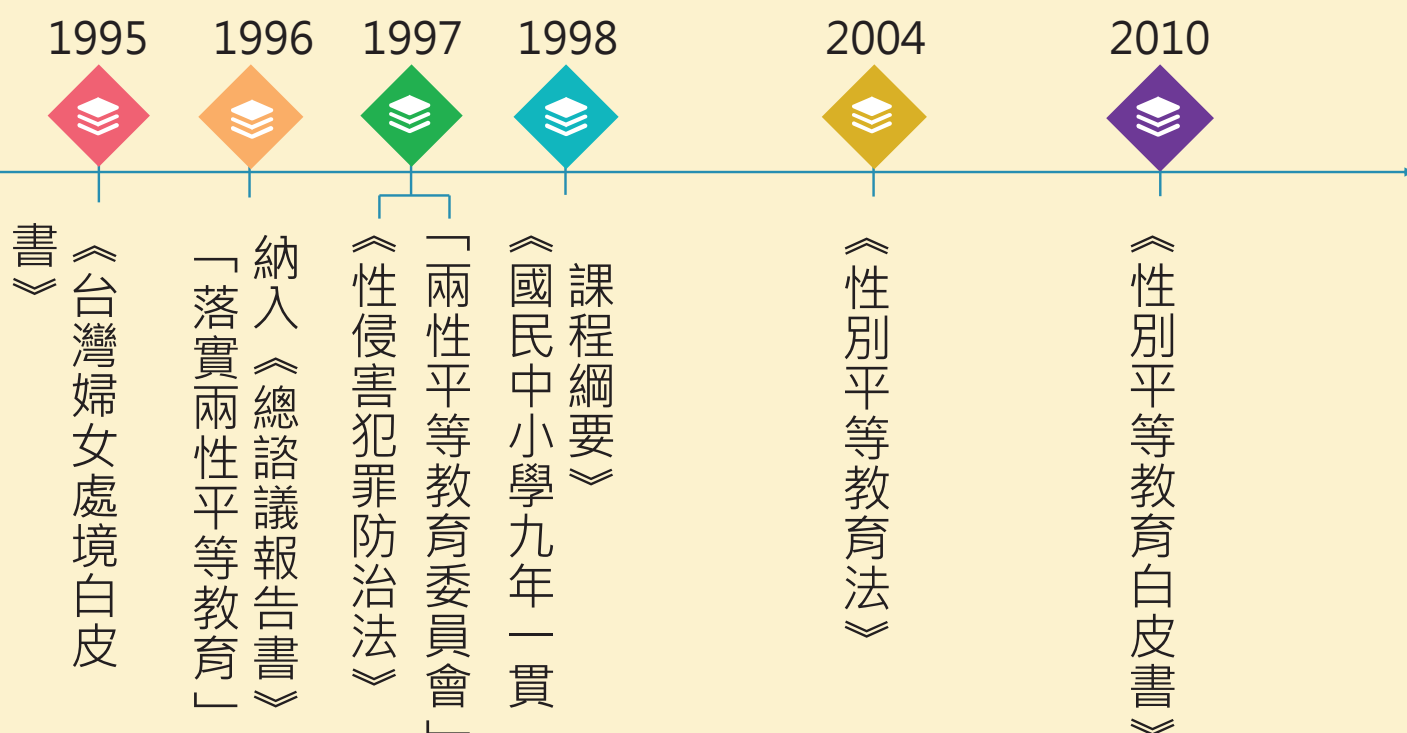 1995
1996
1997
1998
2004
2010
《台灣婦女處境白皮
書》
「落實兩性平等教育」
納入《總諮議報告書》
《性侵害犯罪防治法》
「兩性平等教育委員會」
《國民中小學九年一貫
課程綱要》
《性別平等教育法》
《性別平等教育白皮書》